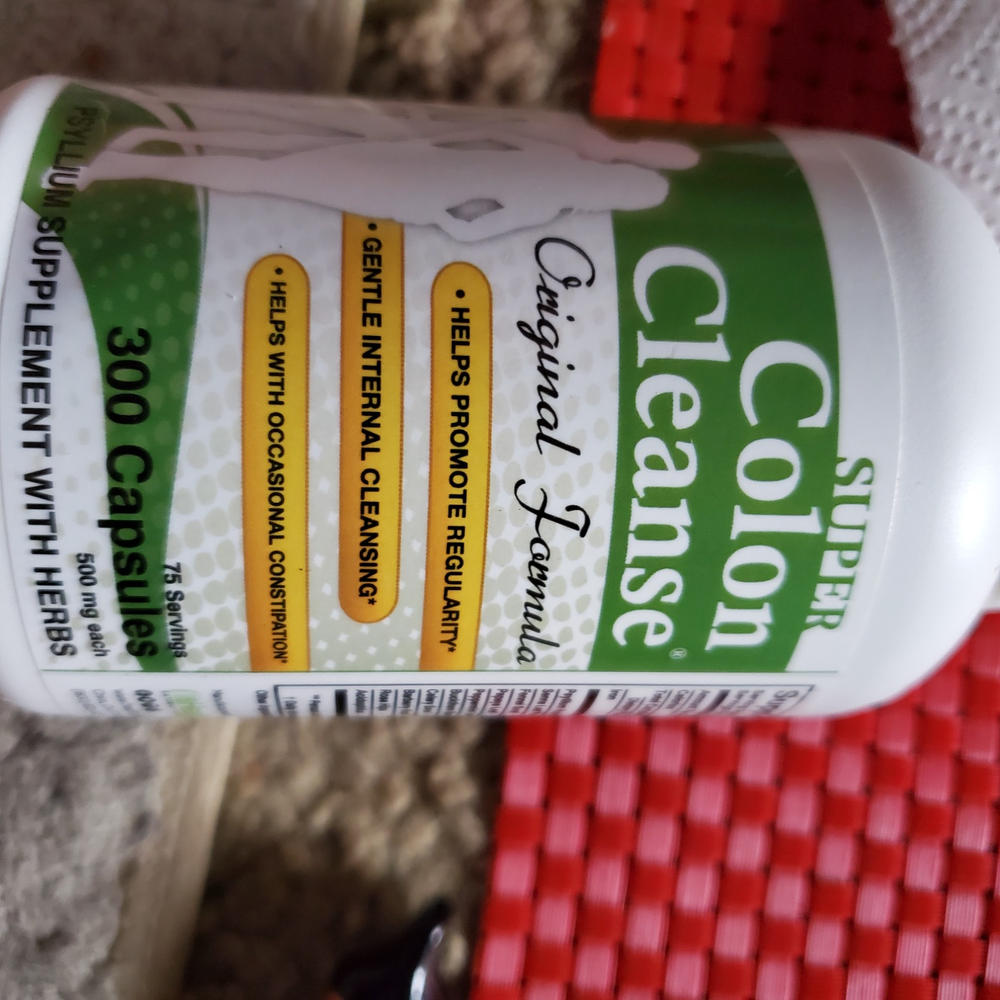 SUPER
Colon
Cleanse®
Original Formula
• HELPS PROMOTE REGULARITY*
• GENTLE INTERNAL CLEANSING*
• HELPS WITH OCCASIONAL CONSTIPATION*
75 Servings
300 Capsules
500 mg each
PSYLLIUM SUPPLEMENT WITH HERBS